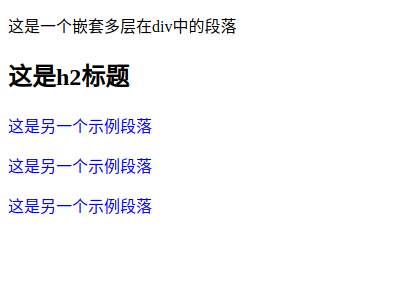 这是一个嵌套多层在div中的段落
这是h2标题
这是另一个示例段落
这是另一个示例段落
这是另一个示例段落